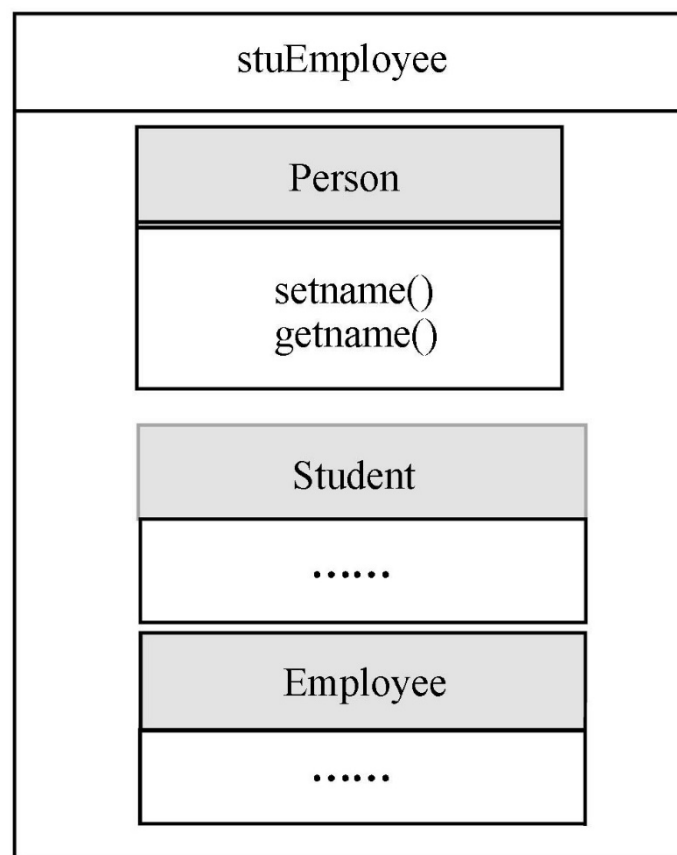 stuEmployee
Person
setname()
getname()
Student
……
Employee
……